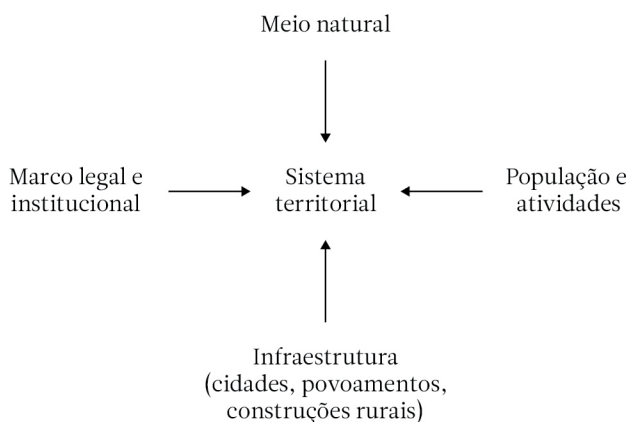 Meio natural
Marco legal e
institucional
Sistema
territorial
População e
atividades
Infraestrutura
(cidades, povoamentos,
construções rurais)